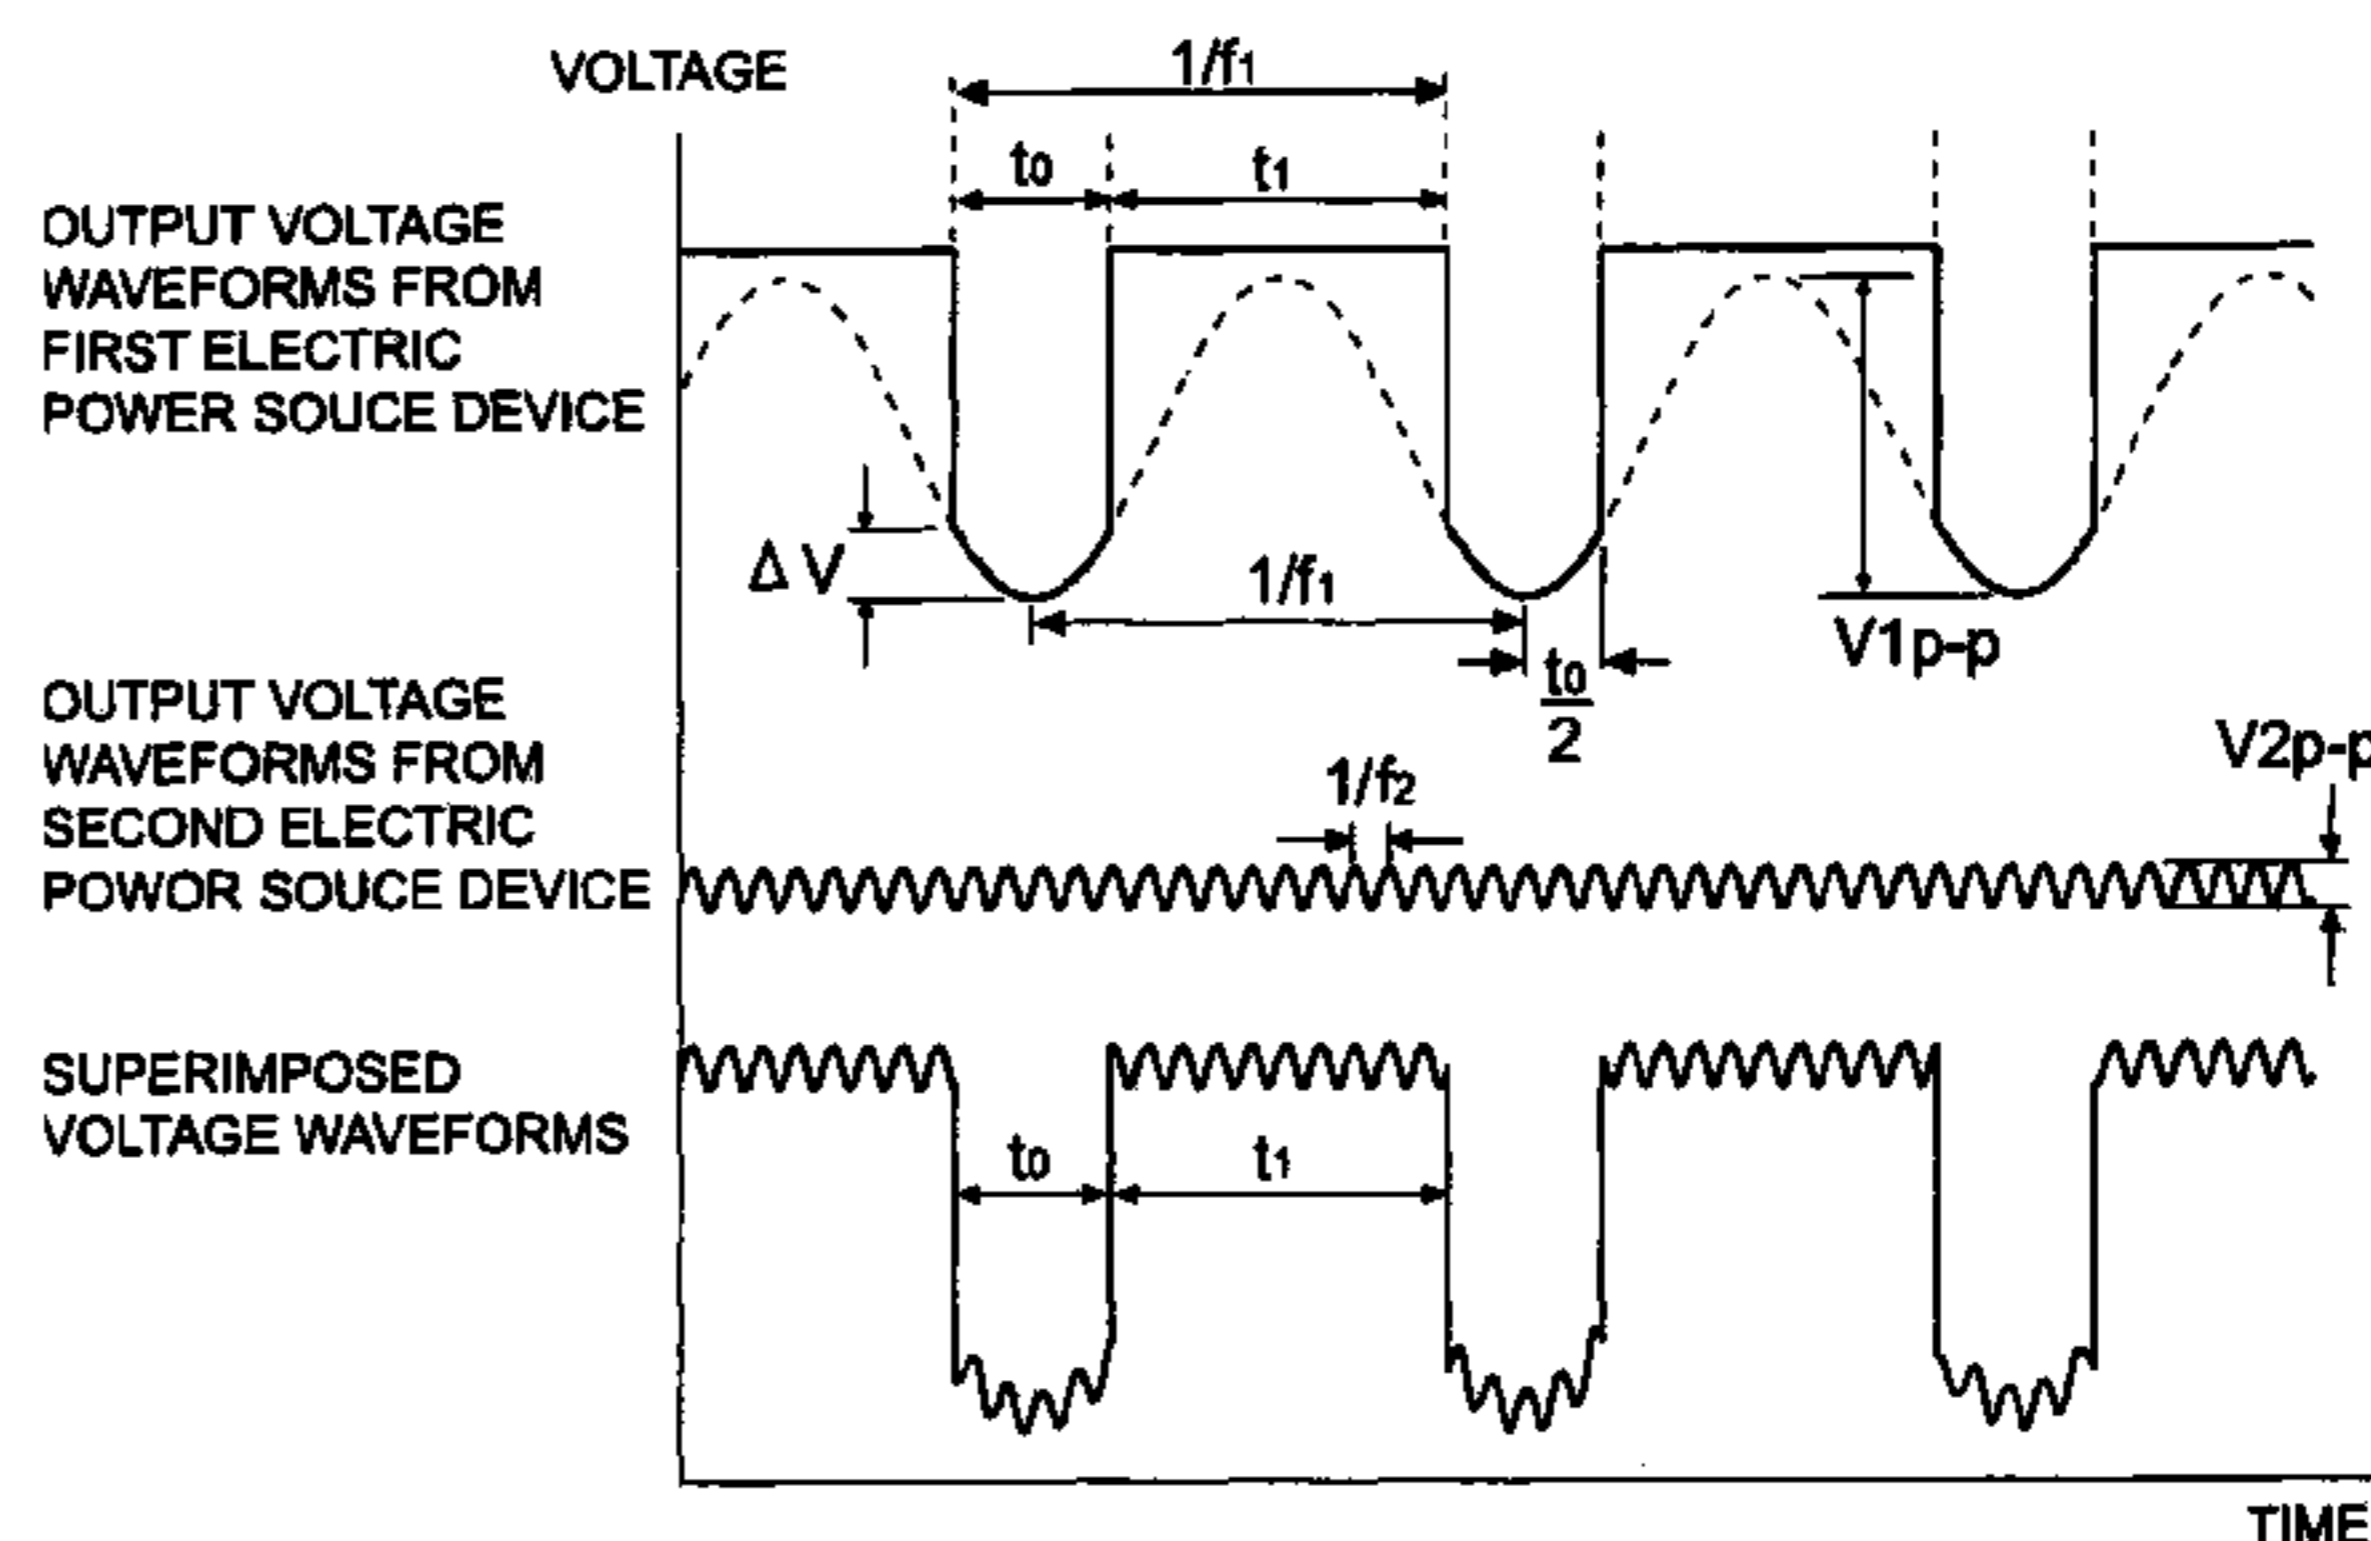 VOLTAGE
1/f1
t0
t1
OUTPUT VOLTAGE
WAVEFORMS FROM
FIRST ELECTRIC
POWER SOUCE DEVICE
Δ V
1/f1
V1p-p
t0
2
OUTPUT VOLTAGE
WAVEFORMS FROM
SECOND ELECTRIC
POWOR SOUCE DEVICE
1/f2
V2p-p
SUPERIMPOSED
VOLTAGE WAVEFORMS
t0
t1
TIME